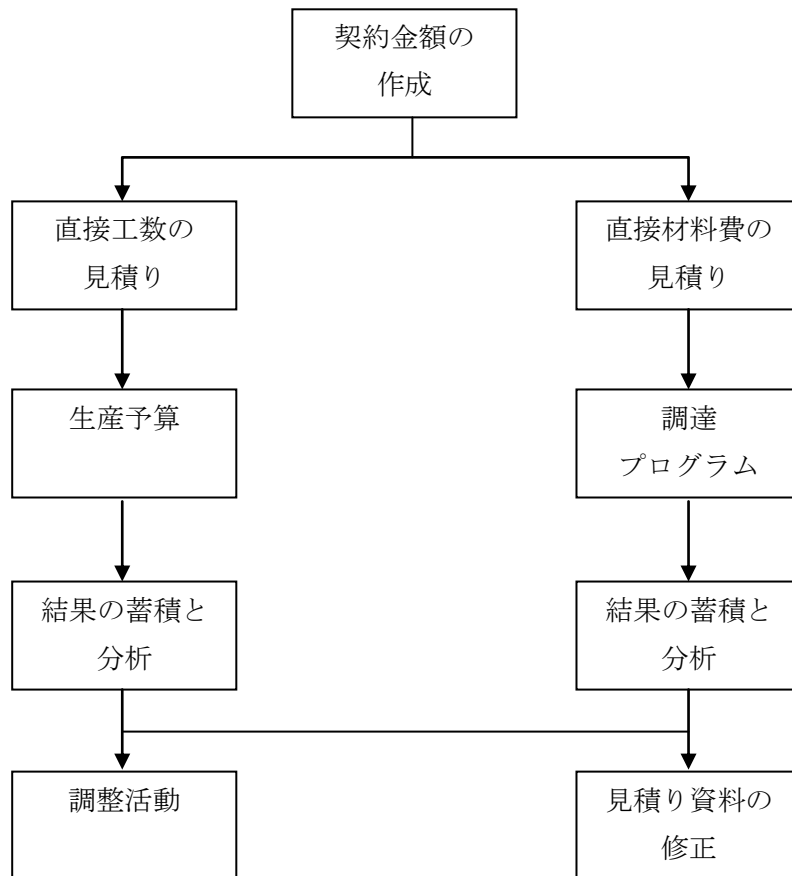 契約金額の
作成
直接工数の
見積り
直接材料費の
見積り
生産予算
調達
プログラム
結果の蓄積と
分析
結果の蓄積と
分析
調整活動
見積り資料の
修正